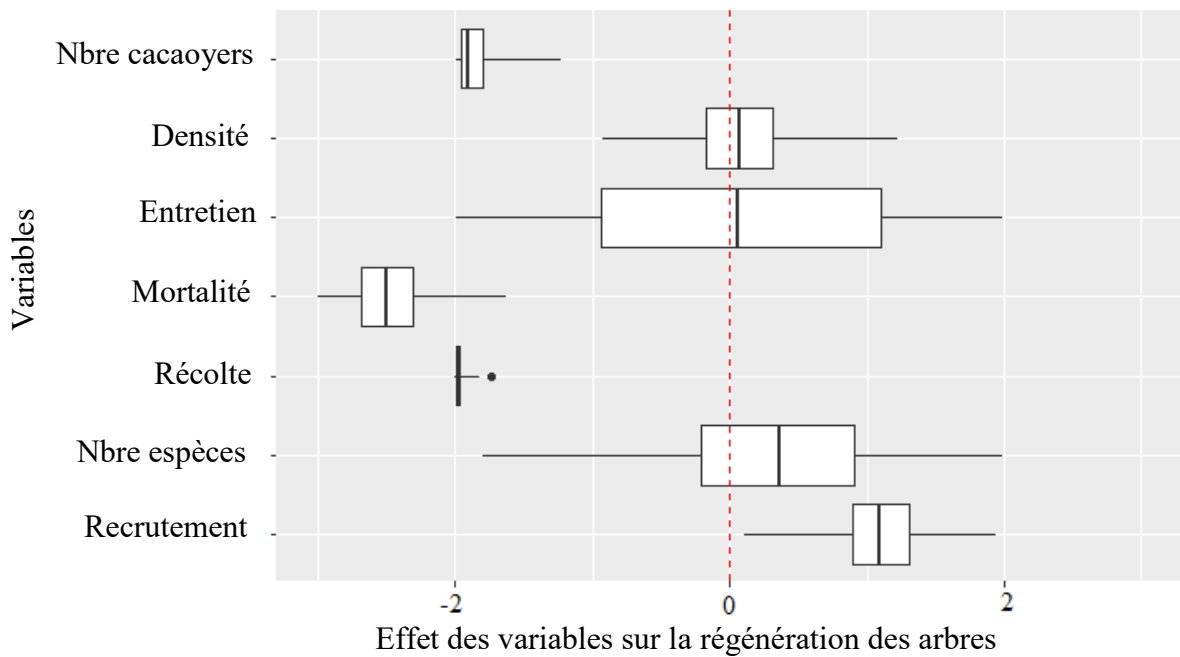 Nbre cacaoyers
Densité
Entretien
Mortalité
Récolte
Nbre espèces
Recrutement
Variables
-2 0 2
Effet des variables sur la régénération des arbres